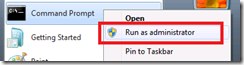 Command Prompt
Open
Run as administrator
Getting Started
Pin to Taskbar